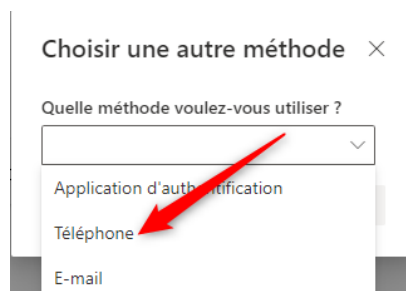 Choisir une autre méthode
Quelle méthode voulez-vous utiliser ?
Application d'authentification
Téléphone
E-mail